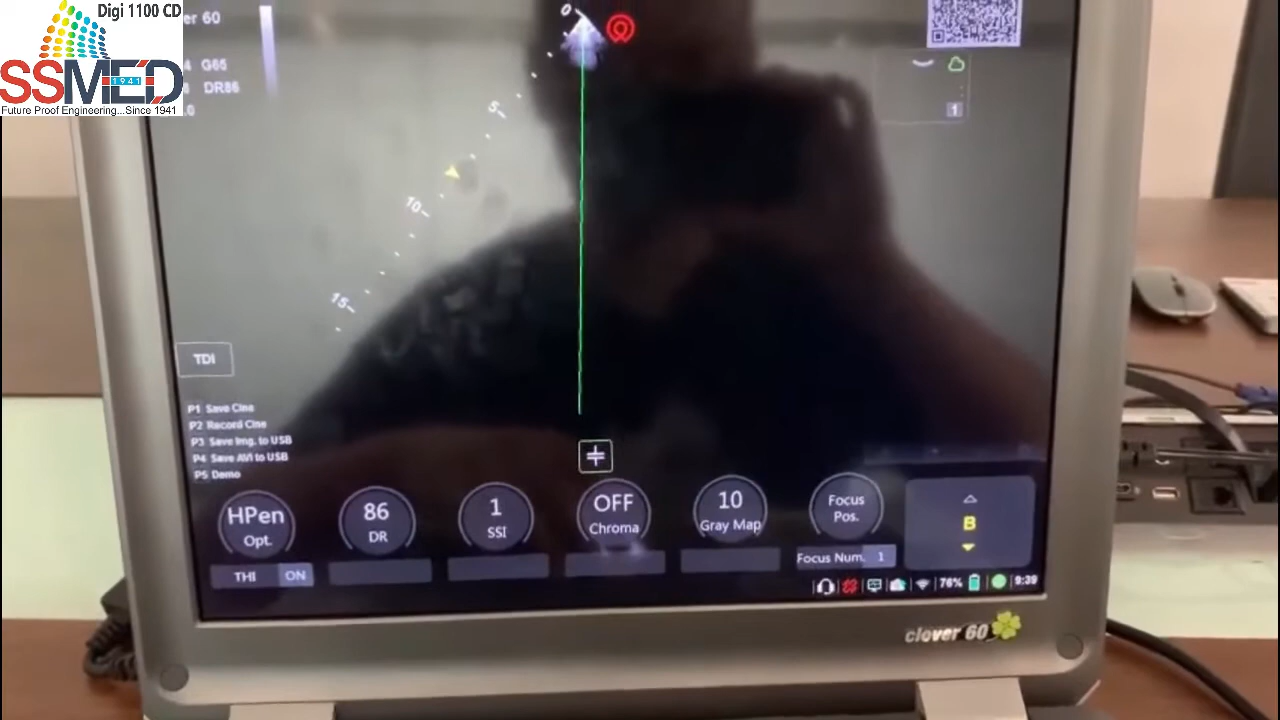 Digi 1100 CD
SSMED
1941
Future Proof Engineering...Since 1941
er 60
G65
DR86
0
5
10
15
1
TDI
P1 Save Cine
P2 Record Cine
P3 Save Img. to USB
P4 Save AVI to USB
P5 Demo
HPen
Opt.
86
DR
1
SSI
OFF
Chroma
10
Gray Map
Focus
Pos.
B
THI ON
Focus Num. 1
76% 9:39
clover 60